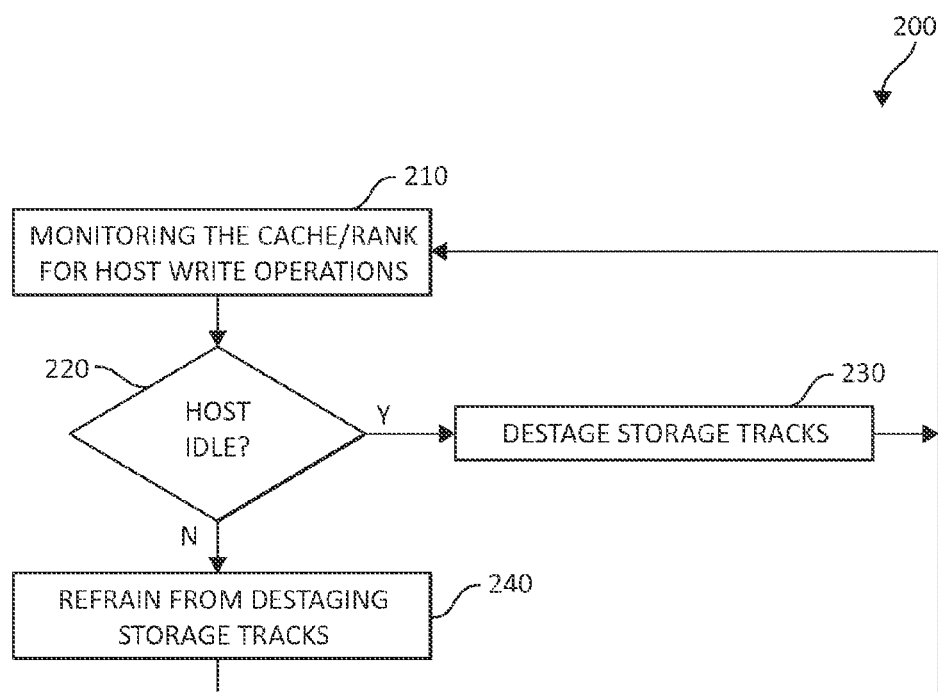 200
210
MONITORING THE CACHE/RANK
FOR HOST WRITE OPERATIONS
220
HOST
IDLE?
Y
230
DESTAGE STORAGE TRACKS
N
240
REFRAIN FROM DESTAGING
STORAGE TRACKS